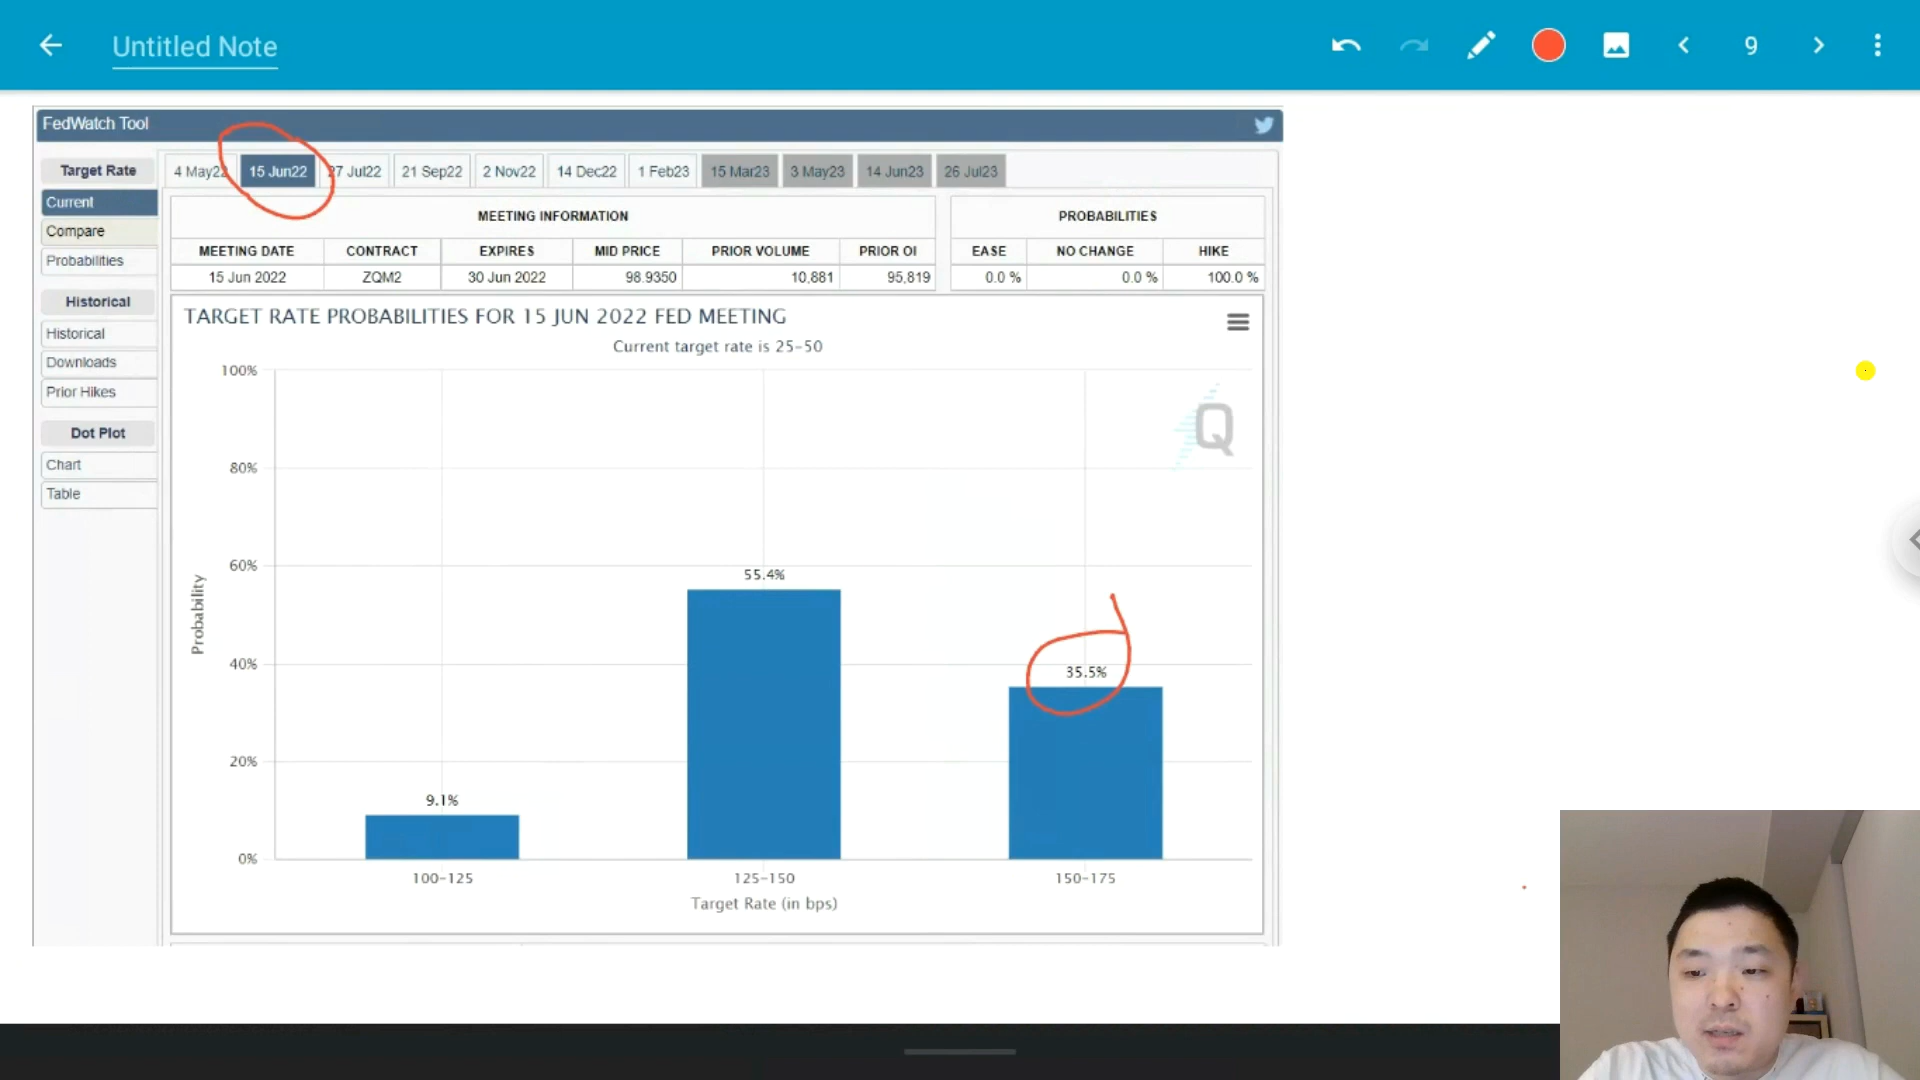 Untitled Note
9
FedWatch Tool
Target Rate
Current
Compare
Probabilities
Historical
Historical
Downloads
Prior Hikes
Dot Plot
Chart
Table
4 May22 15 Jun22 27 Jul22 21 Sep22 2 Nov22 14 Dec22 1 Feb23 15 Mar23 3 May23 14 Jun23 26 Jul23
MEETING INFORMATION
MEETING DATE CONTRACT EXPIRES MID PRICE PRIOR VOLUME PRIOR OI
15 Jun 2022 ZQM2 30 Jun 2022 98.9350 10,881 95,819
PROBABILITIES
EASE NO CHANGE HIKE
0.0 % 0.0 % 100.0 %
TARGET RATE PROBABILITIES FOR 15 JUN 2022 FED MEETING
Current target rate is 25-50
100%
80%
60%
40%
20%
0%
Probability
Q
9.1%
55.4%
35.5%
100-125 125-150 150-175
Target Rate (in bps)